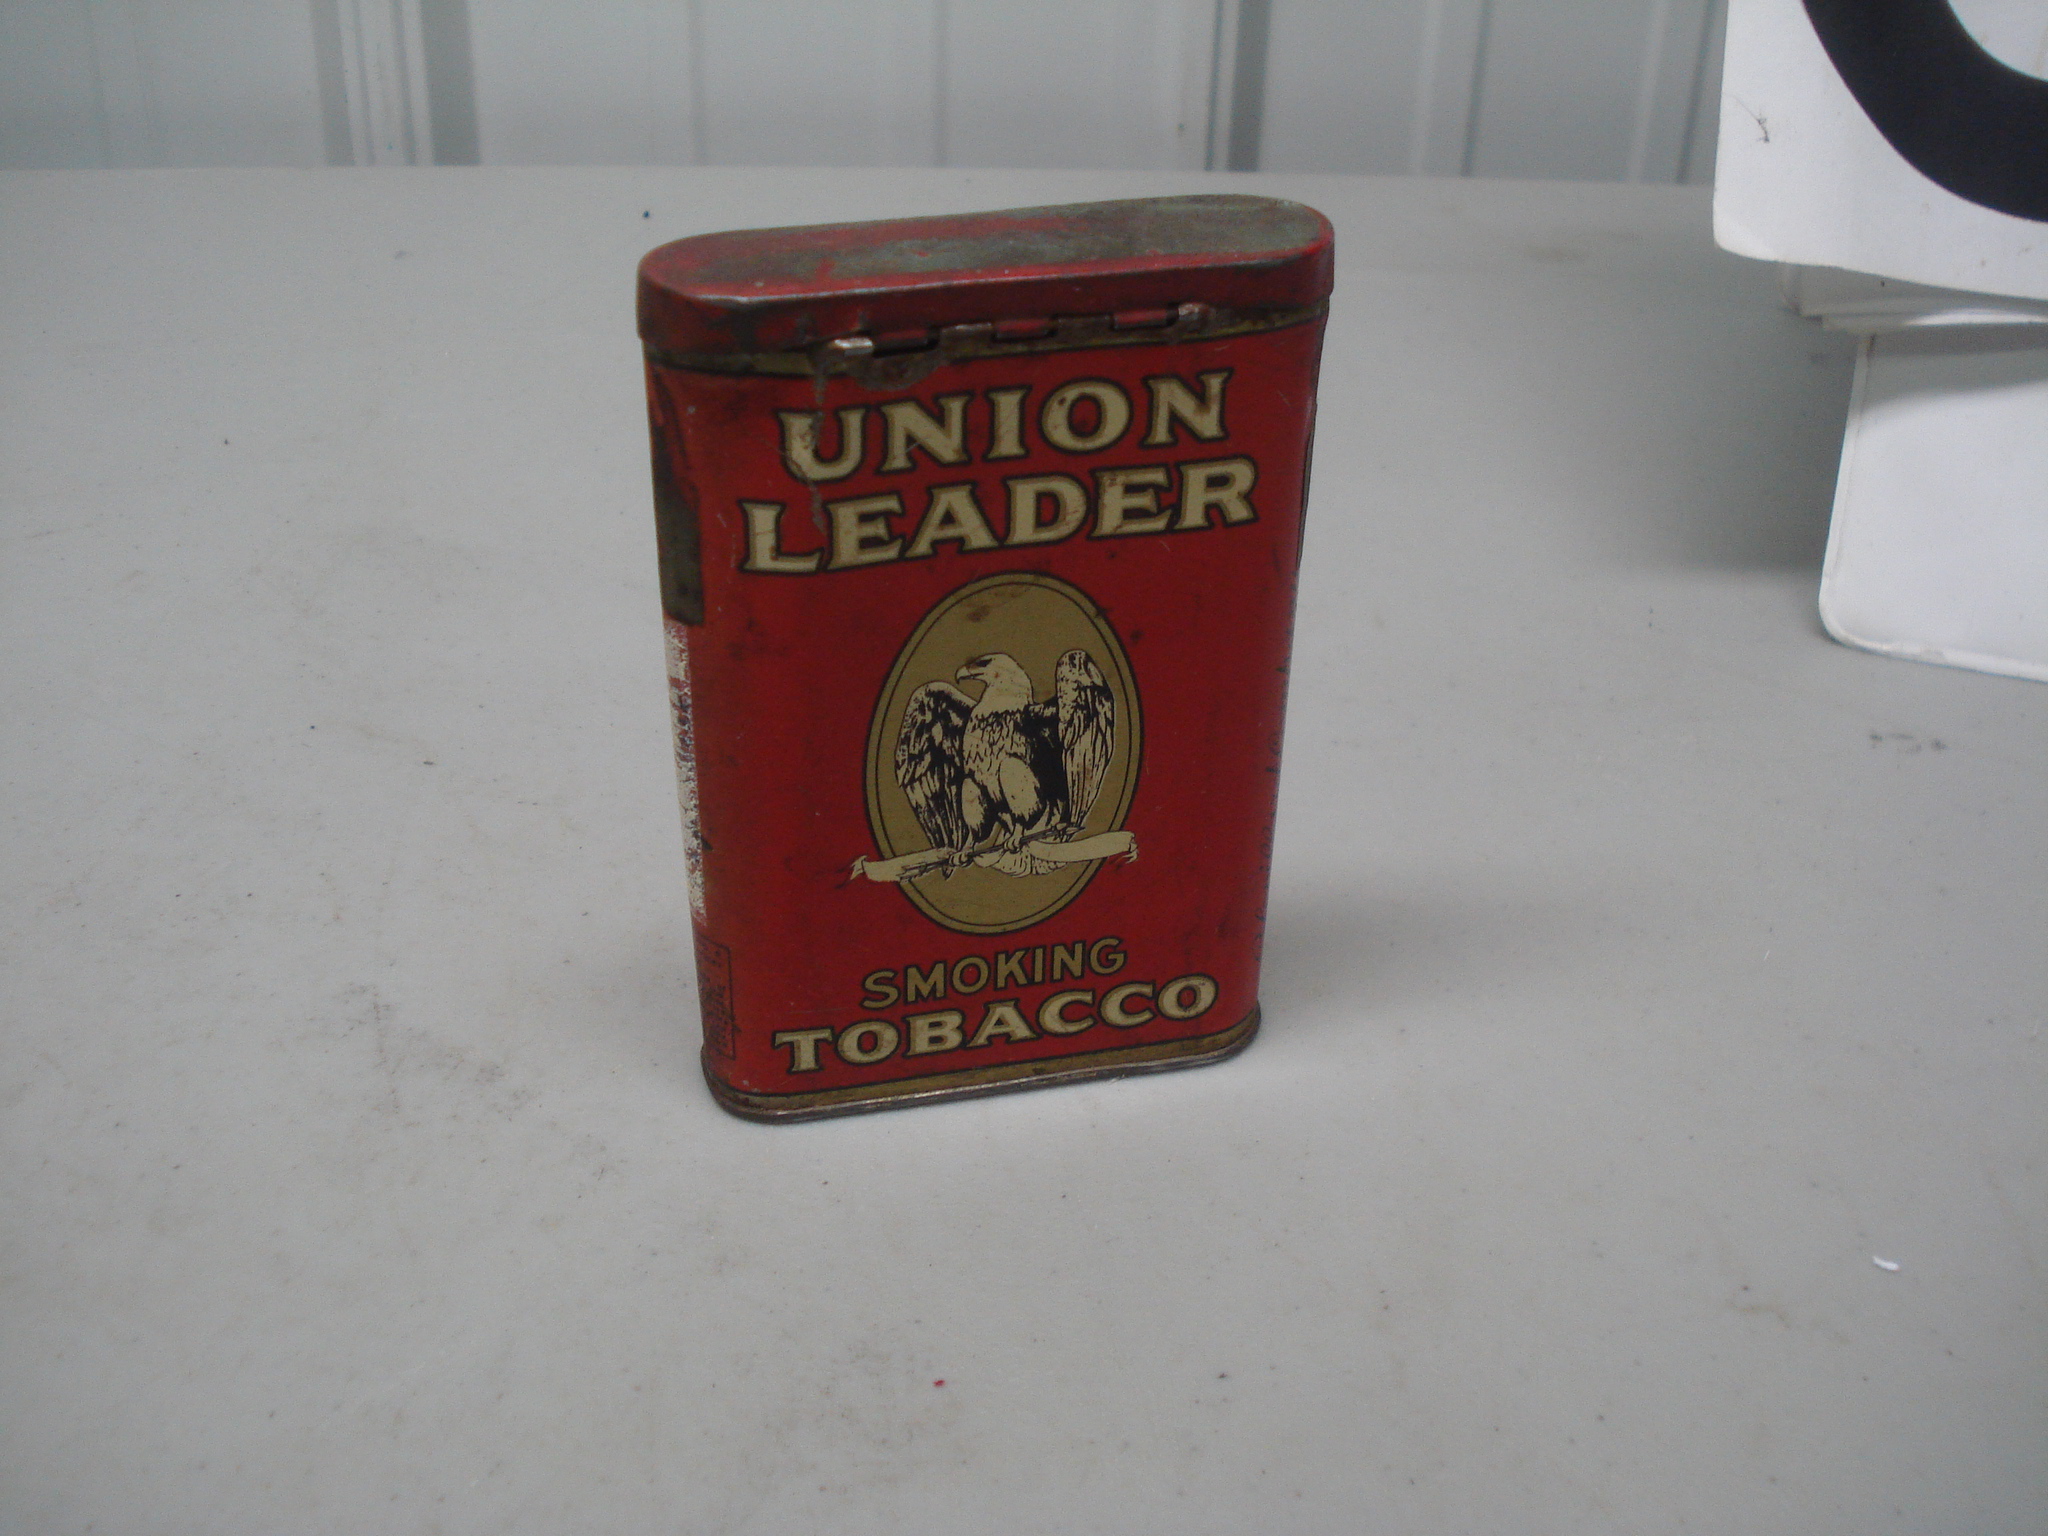 UNION
LEADER
SMOKING
TOBACCO